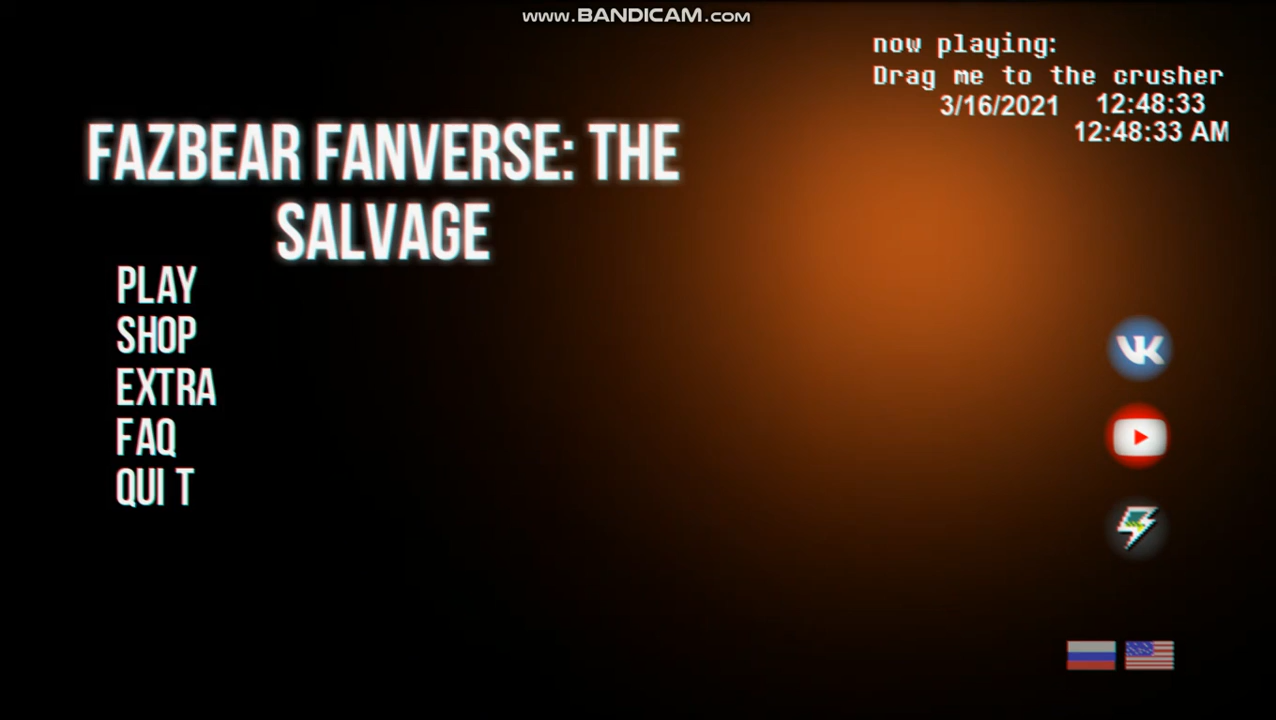 www.BANDICAM.com
now playing:
Drag me to the crusher
3/16/2021 12:48:33
12:48:33 AM
FAZBEAR FANVERSE: THE
SALVAGE
PLAY
SHOP
EXTRA
FAQ
QUI T
VK